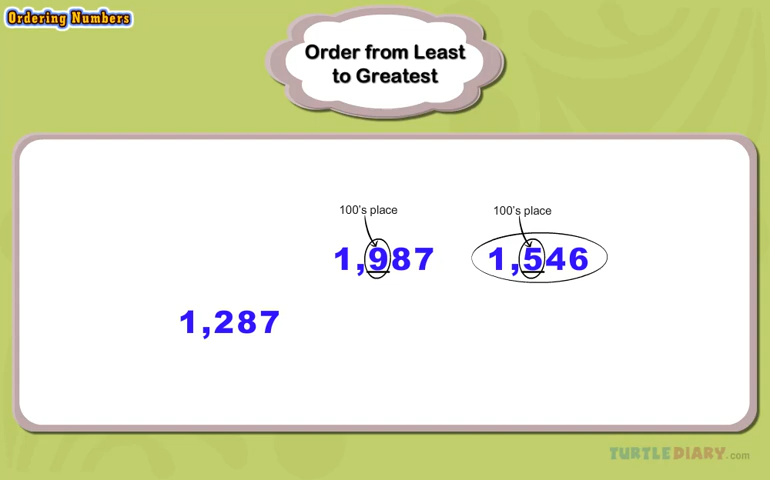 Ordering Numbers
Order from Least
to Greatest
100's place 100's place
1,987 1,546
1,287
TURTLEDIARY.com